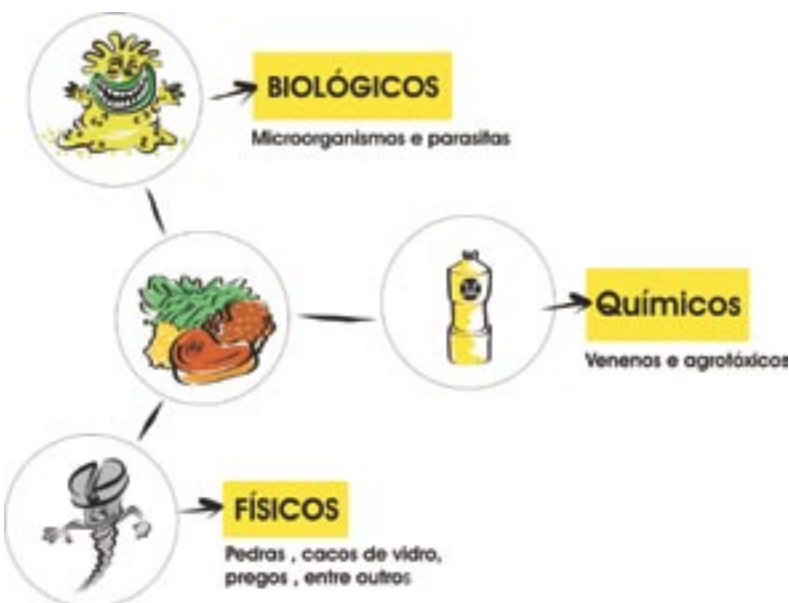 BIOLÓGICOS
Microorganismos e parasitas
Químicos
Venenos e agrotóxicos
FÍSICOS
Pedras , cacos de vidro,
pregos , entre outros